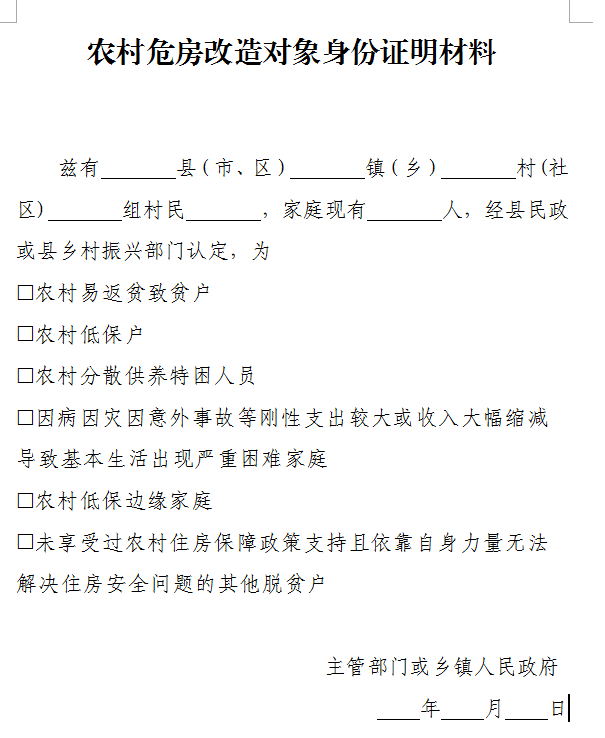 农村危房改造对象身份证明材料
兹有_______县(市、区)_______镇(乡)_______村(社
区)_______组村民_______，家庭现有_______人，经县民政
或县乡村振兴部门认定，为
□农村易返贫致贫户
□农村低保户
□农村分散供养特困人员
□因病因灾因意外事故等刚性支出较大或收入大幅缩减
导致基本生活出现严重困难家庭
□农村低保边缘家庭
□未享受过农村住房保障政策支持且依靠自身力量无法
解决住房安全问题的其他脱贫户
主管部门或乡镇人民政府
____年____月____日